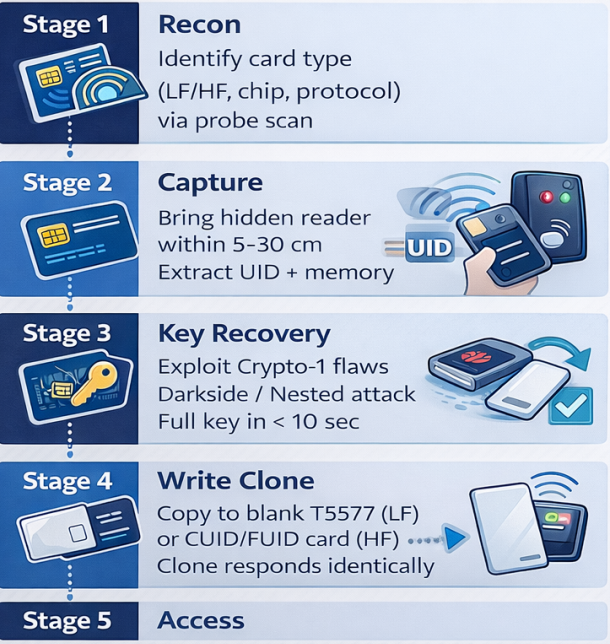 Stage 1
Recon
Identify card type
(LF/HF, chip, protocol)
via probe scan
Stage 2
Capture
Bring hidden reader
within 5-30 cm
Extract UID + memory
UID
Stage 3
Key Recovery
Exploit Crypto-1 flaws
Darkside / Nested attack
Full key in < 10 sec
Stage 4
Write Clone
Copy to blank T5577 (LF)
or CUID/FUID card (HF)
Clone responds identically
Stage 5
Access